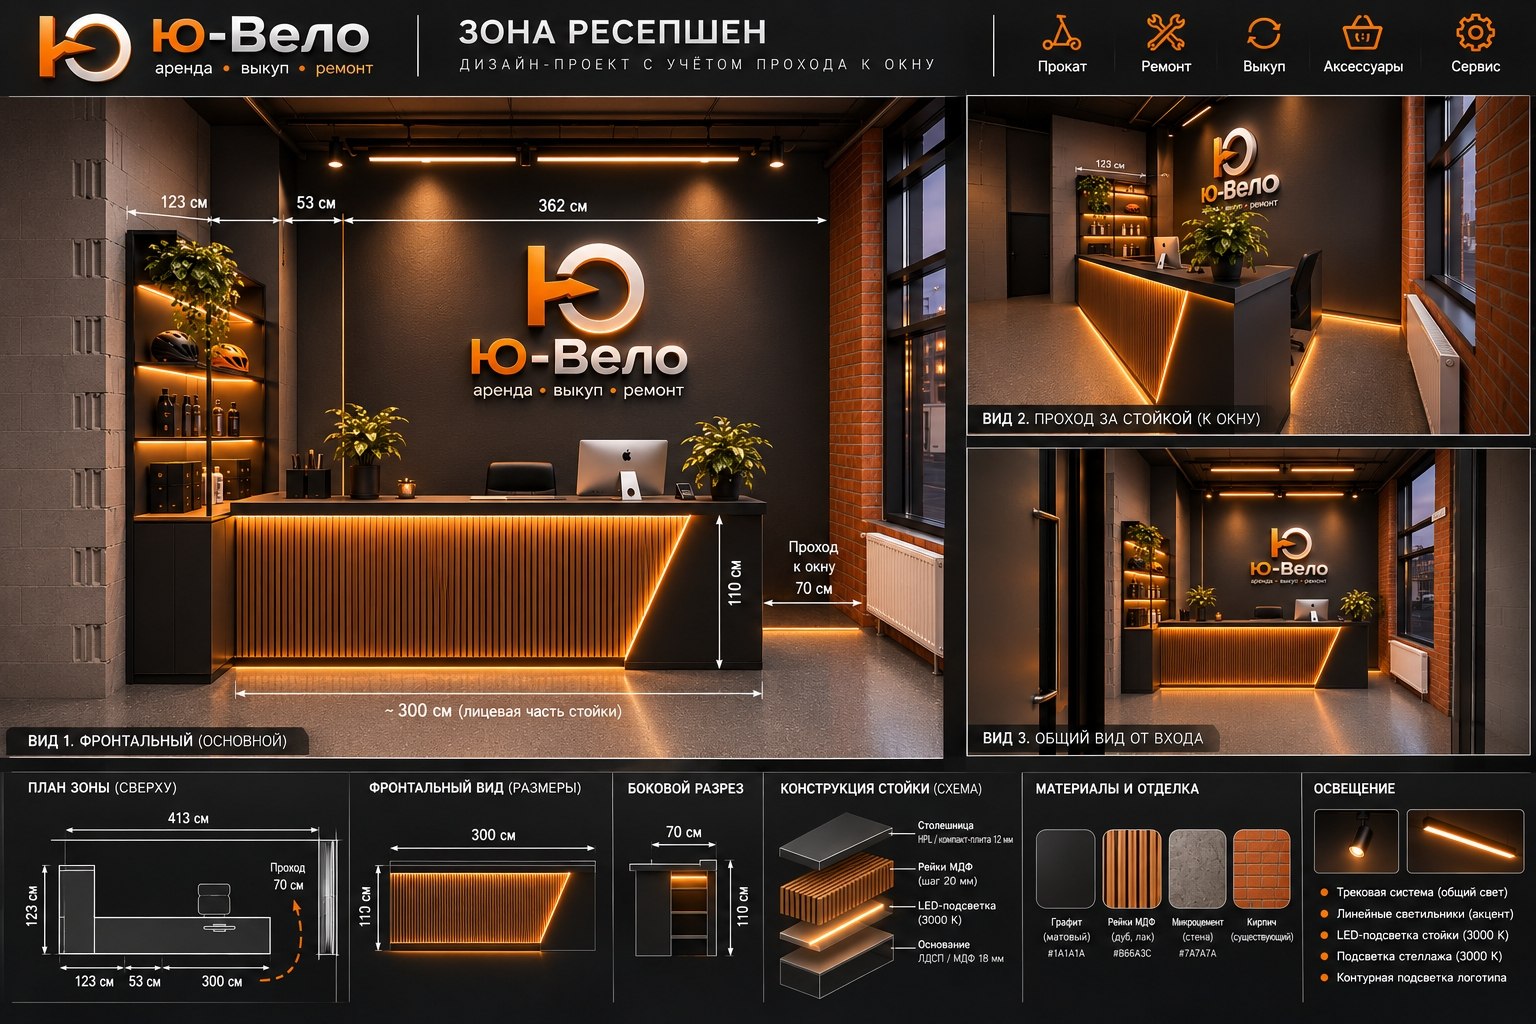 Ю-Вело
аренда • выкуп • ремонт
ЗОНА РЕСЕПШЕН
ДИЗАЙН-ПРОЕКТ С УЧЁТОМ ПРОХОДА К ОКНУ
Прокат
Ремонт
Выкуп
Аксессуары
Сервис
123 см
53 см
362 см
Ю-Вело
аренда • выкуп • ремонт
110 см
Проход
к окну
70 см
~ 300 см (лицевая часть стойки)
ВИД 1. ФРОНТАЛЬНЫЙ (ОСНОВНОЙ)
123 см
Ю-Вело
аренда • выкуп • ремонт
ВИД 2. ПРОХОД ЗА СТОЙКОЙ (К ОКНУ)
Ю-Вело
аренда • выкуп • ремонт
ВИД 3. ОБЩИЙ ВИД ОТ ВХОДА
ПЛАН ЗОНЫ (СВЕРХУ)
413 см
Проход
70 см
123 см
123 см
53 см
300 см
ФРОНТАЛЬНЫЙ ВИД (РАЗМЕРЫ)
300 см
110 см
БОКОВОЙ РАЗРЕЗ
70 см
110 см
КОНСТРУКЦИЯ СТОЙКИ (СХЕМА)
Столешница
HPL / компакт-плита 12 мм
Рейки МДФ
(шаг 20 мм)
LED-подсветка
(3000 K)
Основание
ЛДСП / МДФ 18 мм
МАТЕРИАЛЫ И ОТДЕЛКА
Графит
(матовый)
#1A1A1A
Рейки МДФ
(дуб, лак)
#B66A3C
Микроцемент
(стена)
#7A7A7A
Кирпич
(существующий)
ОСВЕЩЕНИЕ
• Трековая система (общий свет)
• Линейные светильники (акцент)
• LED-подсветка стойки (3000 K)
• Подсветка стеллажа (3000 K)
• Контурная подсветка логотипа